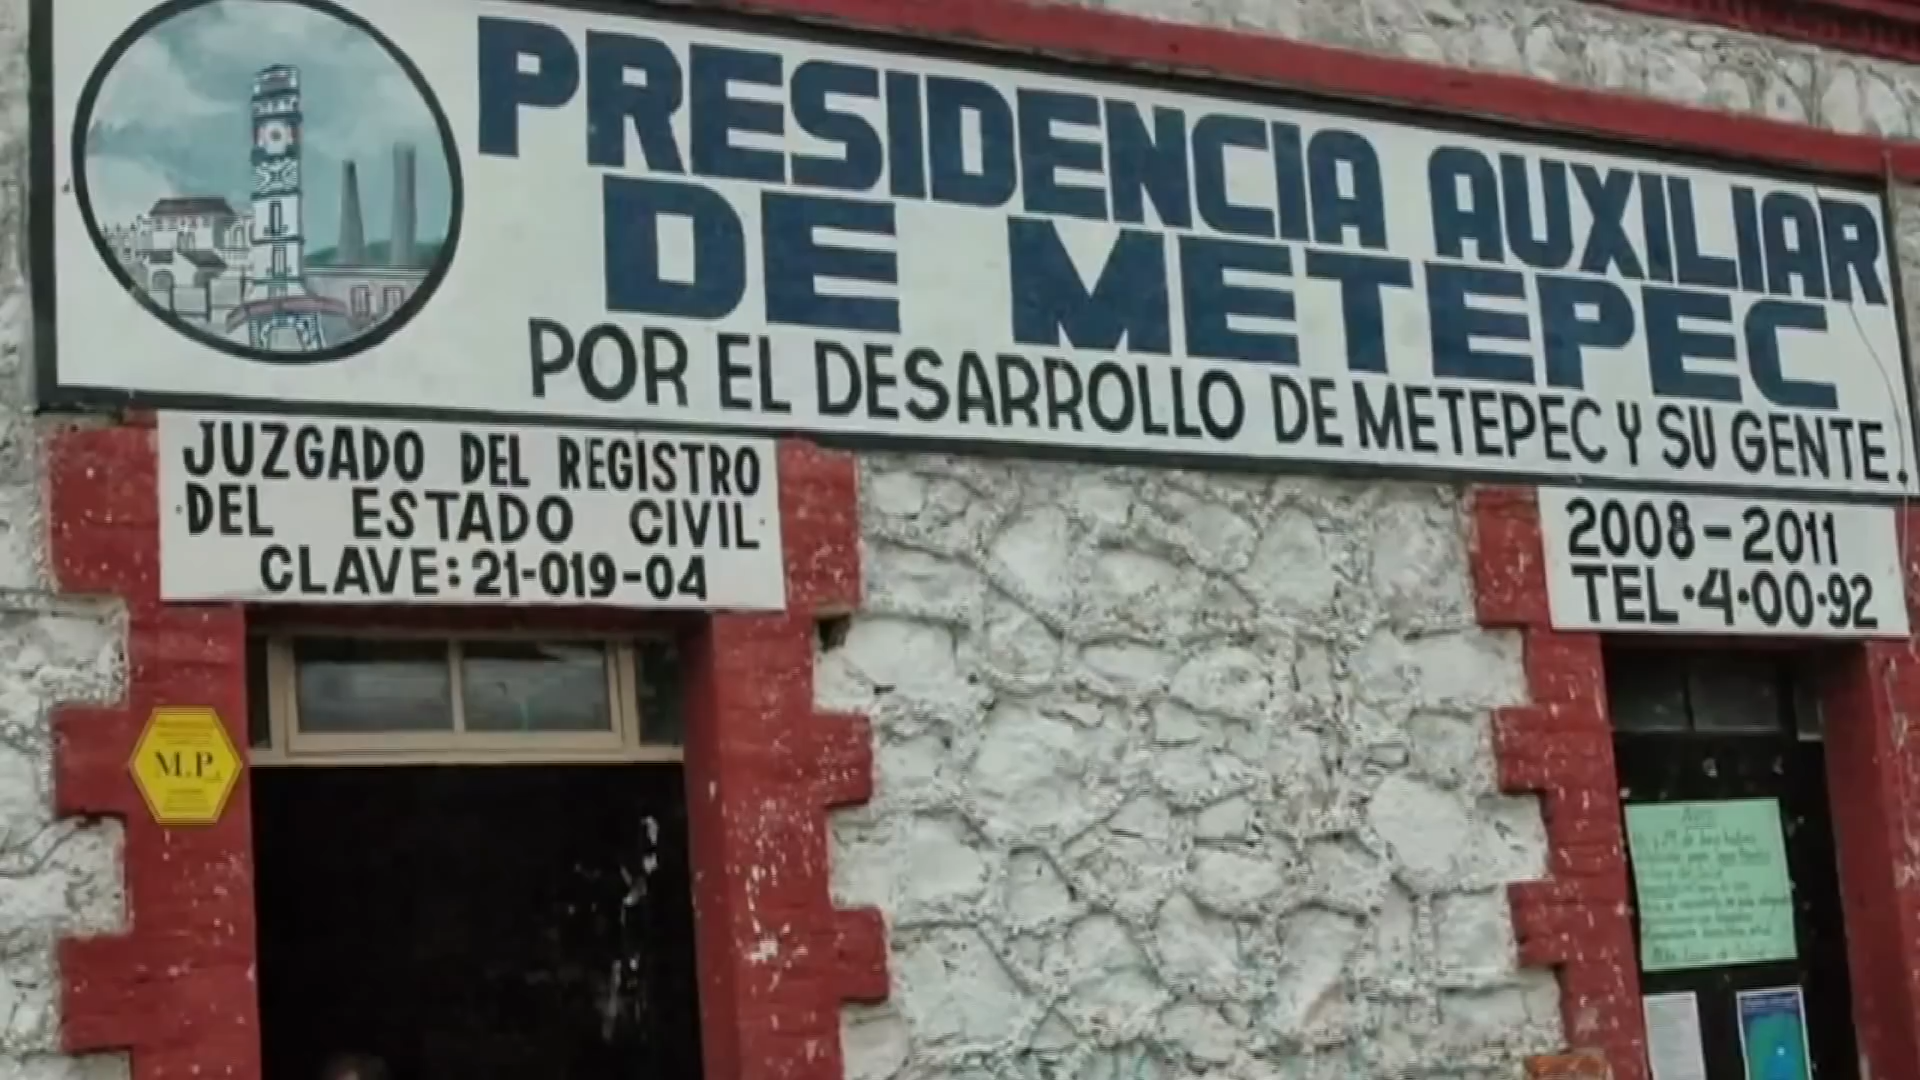 PRESIDENCIA AUXILIAR
DE METEPEC
POR EL DESARROLLO DE METEPEC Y SU GENTE.
JUZGADO DEL REGISTRO
DEL ESTADO CIVIL
CLAVE: 21-019-04
2008-2011
TEL·4·00·92
M.P.